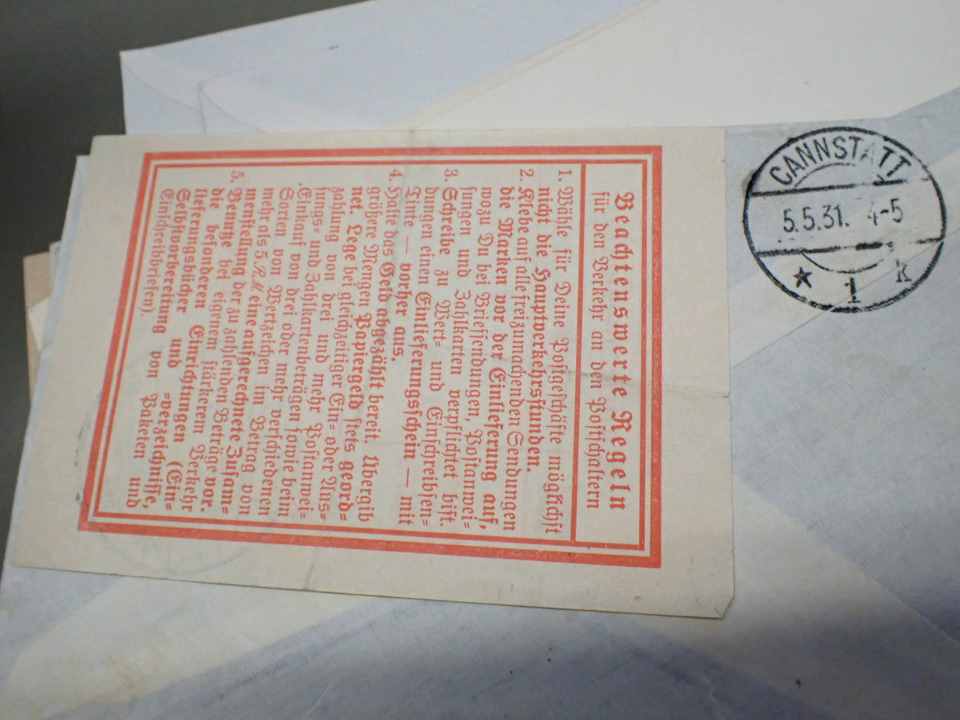 Beachtenswerte Regeln
für den Verkehr an den Postschaltern
1. Wähle für Deine Postgeschäfte möglichst
nicht die Hauptverkehrsstunden.
2. Klebe auf alle freizumachenden Sendungen
die Marken vor der Einlieferung auf,
wozu Du bei Briefsendungen, Postanwei=
sungen und Zahlkarten verpflichtet bist.
3. Schreibe zu Wert= und Einschreibsen=
dungen einen Einlieferungsschein — mit
Tinte — vorher aus.
4. Halte das Geld abgezählt bereit. Übergib
größere Mengen Papiergeld stets geord=
net. Lege bei gleichzeitiger Ein= oder Aus=
zahlung von drei und mehr Postanwei=
sungs= und Zahlkartenbeträgen sowie beim
Einkauf von drei oder mehr verschiedenen
Sorten von Wertzeichen im Betrag von
mehr als 5 RM eine aufgerechnete Zusam=
menstellung der zu zahlenden Beträge vor.
5. Benutze bei eigenem stärkerem Verkehr
die besonderen Einrichtungen (Ein=
lieferungsbücher und =verzeichnisse,
Selbstvorbereitung von Paketen und
Einschreibbriefen).
CANNSTATT
5.5.31. 4-5
* 1 k